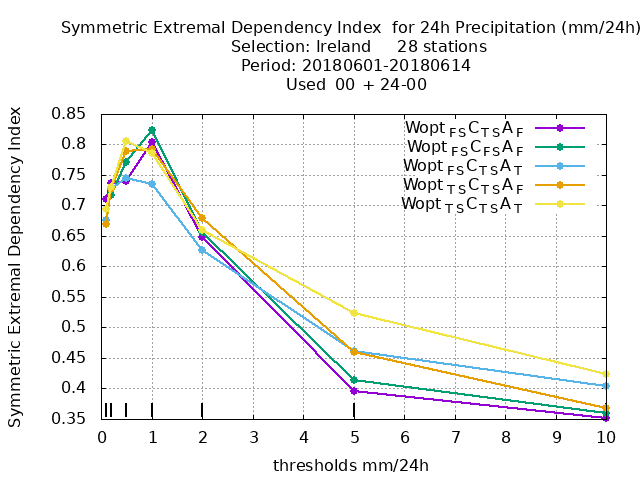 Symmetric Extremal Dependency Index for 24h Precipitation (mm/24h)
Selection: Ireland 28 stations
Period: 20180601-20180614
Used 00 + 24-00
Symmetric Extremal Dependency Index
0.85
0.8
0.75
0.7
0.65
0.6
0.55
0.5
0.45
0.4
0.35
Wopt FS C TS A F
Wopt FS C FS A F
Wopt FS C TS A T
Wopt TS C TS A F
Wopt TS C TS A T
0 1 2 3 4 5 6 7 8 9 10
thresholds mm/24h